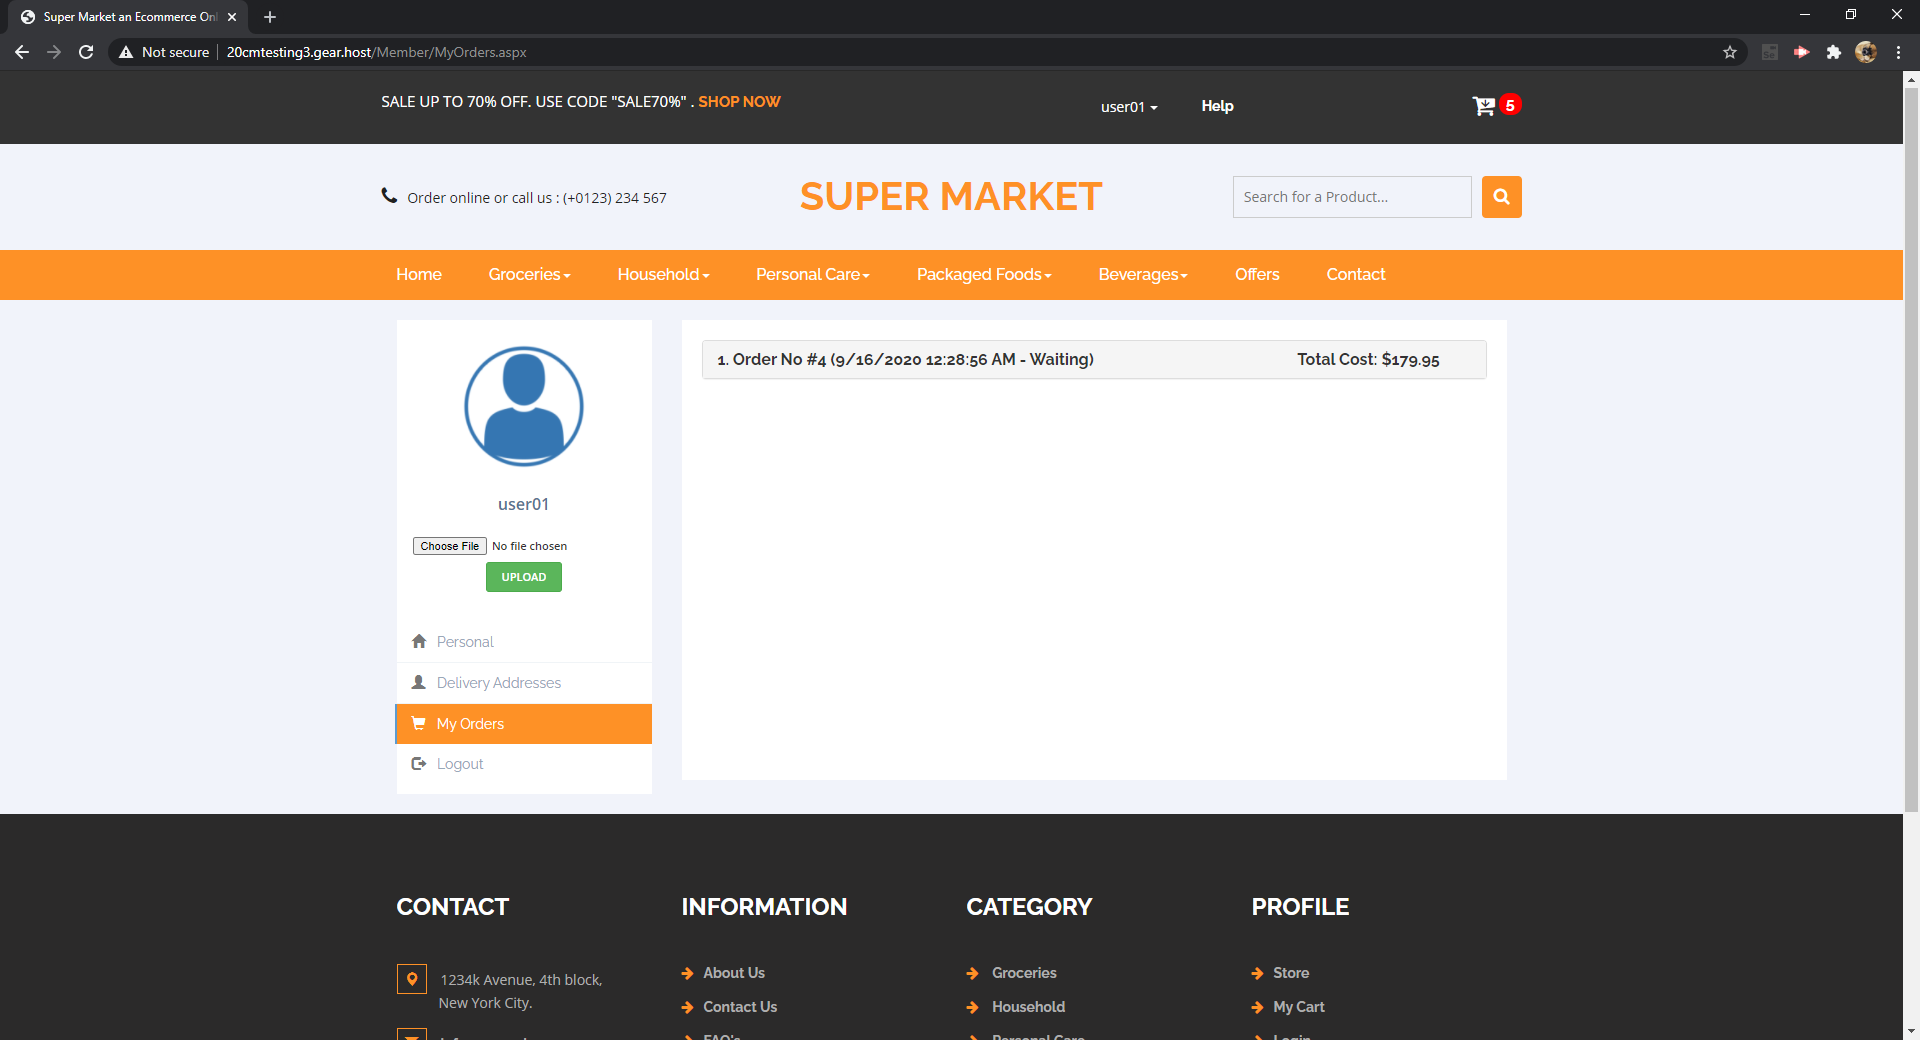 Super Market an Ecommerce Onl
Not secure
20cmtesting3.gear.host/Member/MyOrders.aspx
SALE UP TO 70% OFF. USE CODE "SALE70%" . SHOP NOW
user01
Help
5
Order online or call us : (+0123) 234 567
SUPER MARKET
Search for a Product...
Home
Groceries
Household
Personal Care
Packaged Foods
Beverages
Offers
Contact
1. Order No #4 (9/16/2020 12:28:56 AM - Waiting)
Total Cost: $179.95
user01
Choose File No file chosen
UPLOAD
Personal
Delivery Addresses
My Orders
Logout
CONTACT
1234k Avenue, 4th block,
New York City.
INFORMATION
About Us
Contact Us
FAQ's
CATEGORY
Groceries
Household
Personal Care
PROFILE
Store
My Cart
Login